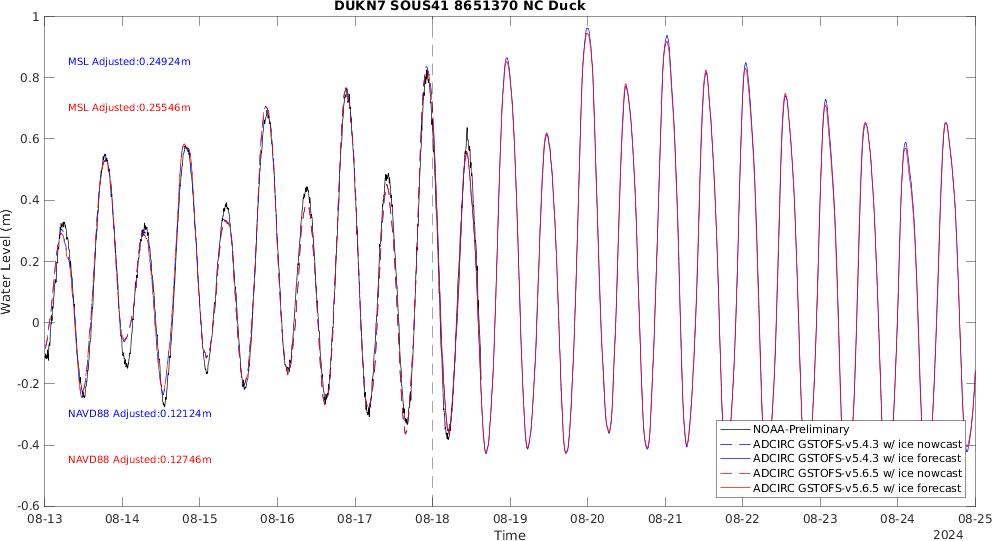 DUKN7 SOUS41 8651370 NC Duck
Water Level (m)
1
0.8
0.6
0.4
0.2
0
-0.2
-0.4
-0.6
MSL Adjusted:0.24924m
MSL Adjusted:0.25546m
NAVD88 Adjusted:0.12124m
NAVD88 Adjusted:0.12746m
NOAA-Preliminary
ADCIRC GSTOFS-v5.4.3 w/ ice nowcast
ADCIRC GSTOFS-v5.4.3 w/ ice forecast
ADCIRC GSTOFS-v5.6.5 w/ ice nowcast
ADCIRC GSTOFS-v5.6.5 w/ ice forecast
08-13 08-14 08-15 08-16 08-17 08-18 08-19 08-20 08-21 08-22 08-23 08-24 08-25
Time
2024